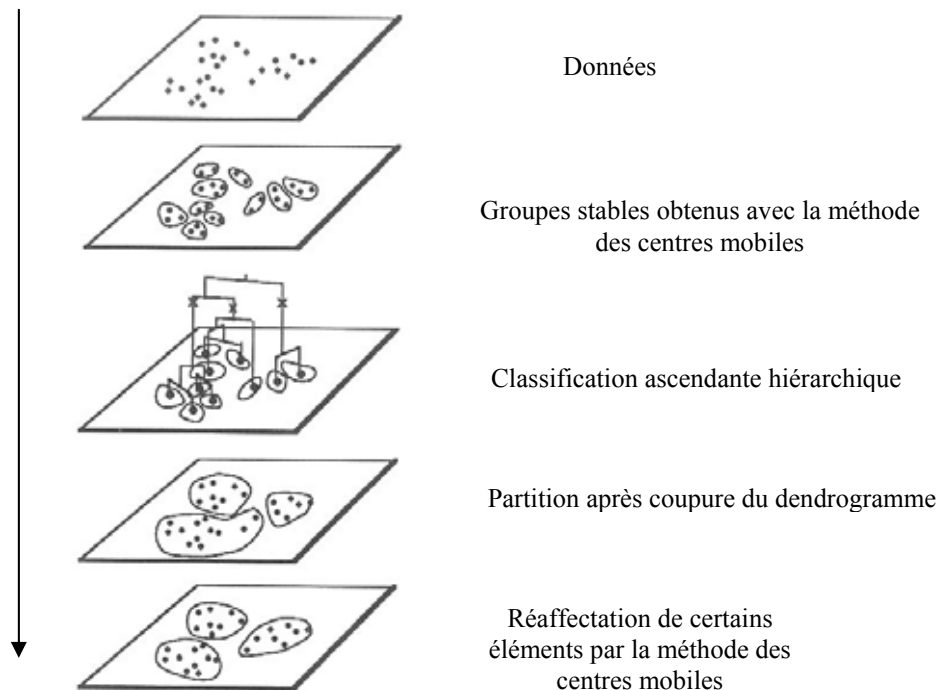 Données
Groupes stables obtenus avec la méthode
des centres mobiles
Classification ascendante hiérarchique
Partition après coupure du dendrogramme
Réaffectation de certains
éléments par la méthode des
centres mobiles